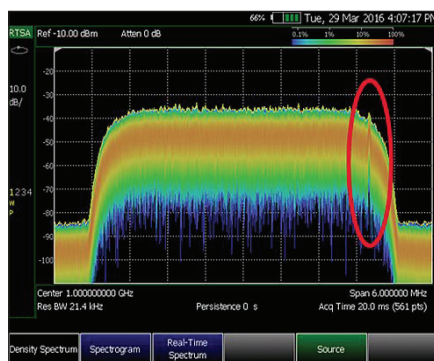 66% Tue, 29 Mar 2016 4:07:17 PM
RTSA Ref -10.00 dBm Atten 0 dB
0.1% 1% 10% 100%
-20
-30
10.0
dB/
-40
-50
-60
-70
1234
W
P
-80
-90
-100
Center 1.000000000 GHz Span 6.000000 MHz
Res BW 21.4 kHz Persistence 0 s Acq Time 20.0 ms (561 pts)
Density Spectrum Spectrogram Real-Time Spectrum Source